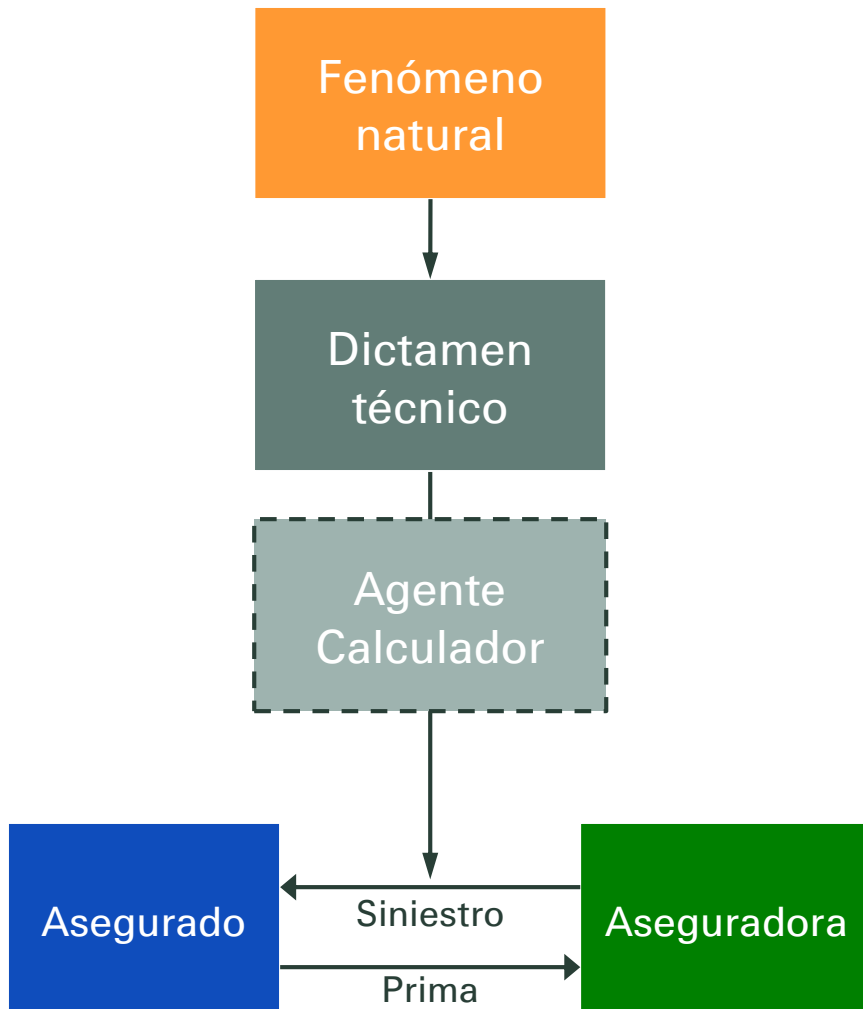 Fenómeno
natural
Dictamen
técnico
Agente
Calculador
Asegurado
Siniestro
Prima
Aseguradora